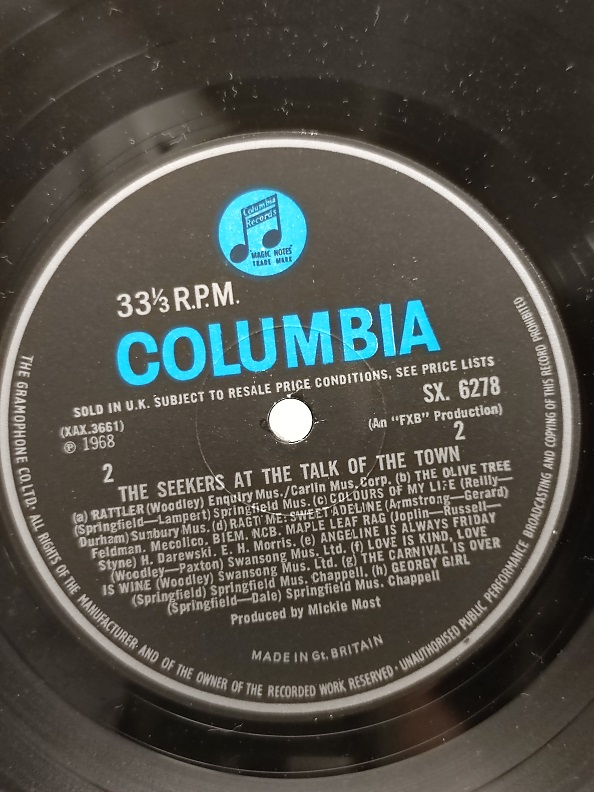 Columbia
Records
"MAGIC NOTES"
TRADE MARK
33⅓ R.P.M.
COLUMBIA
SOLD IN U.K. SUBJECT TO RESALE PRICE CONDITIONS, SEE PRICE LISTS
(XAX.3661)
SX. 6278
℗ 1968
(An "FXB" Production)
2
2
THE SEEKERS AT THE TALK OF THE TOWN
(a) RATTLER (Woodley) Enquiry Mus./Carlin Mus. Corp. (b) THE OLIVE TREE
(Springfield—Lampert) Springfield Mus. (c) COLOURS OF MY LIFE (Reilly—
Durham) Sunbury Mus. (d) RAGTIME: SWEET ADELINE (Armstrong—Gerard)
Feldman. Mecolico. BIEM. NCB. MAPLE LEAF RAG (Joplin—Russell—
Styne) H. Darewski. E. H. Morris. (e) ANGELINE IS ALWAYS FRIDAY
(Woodley—Paxton) Swansong Mus. Ltd. (f) LOVE IS KIND, LOVE
IS WINE (Woodley) Swansong Mus. Ltd. (g) THE CARNIVAL IS OVER
(Springfield) Springfield Mus. Chappell. (h) GEORGY GIRL
(Springfield—Dale) Springfield Mus. Chappell
Produced by Mickie Most
MADE IN Gt. BRITAIN
THE GRAMOPHONE CO. LTD. ALL RIGHTS OF THE MANUFACTURER AND OF THE OWNER OF THE RECORDED WORK RESERVED · UNAUTHORISED PUBLIC PERFORMANCE BROADCASTING AND COPYING OF THIS RECORD PROHIBITED